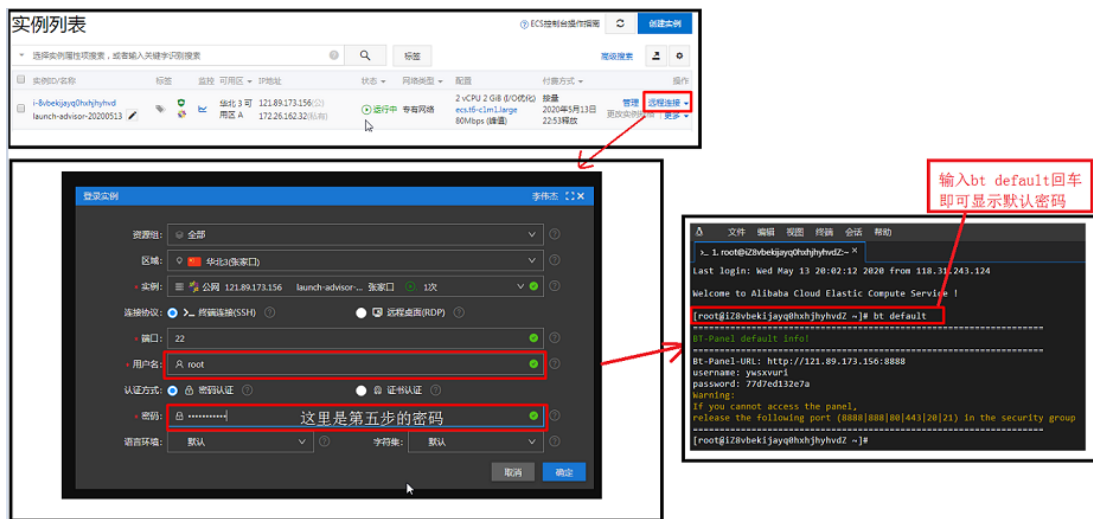 实例列表
ECS控制台操作指南
创建实例
选择实例属性项搜索,或者输入关键字识别搜索
标签
高级搜索
实例ID/名称 标签 监控 可用区 IP地址 状态 网络类型 配置 付费方式 操作
i-8vbekijayq0hxhjhyhvd
launch-advisor-20200513
华北 3 可用区 A
121.89.173.156(公)
172.26.162.32(私有)
运行中
专有网络
2 vCPU 2 GiB (I/O优化)
ecs.t6-c1m1.large
80Mbps (峰值)
按量
2020年5月13日
22:53释放
管理 远程连接
更改实例规格 更多
登录实例 李伟杰
资源组: 全部
区域: 华北3(张家口)
实例: 公网 121.89.173.156 launch-advisor-... 张家口 1次
连接协议: 终端连接(SSH) 远程桌面(RDP)
端口: 22
用户名: root
认证方式: 密码认证 证书认证
密码: 这里是第五步的密码
语言环境: 默认 字符集: 默认
取消 确定
输入bt default回车
即可显示默认密码
文件 编辑 视图 终端 会话 帮助
1. root@iZ8vbekijayq0hxhjhyhvdZ:~
Last login: Wed May 13 20:02:12 2020 from 118.31.243.124
Welcome to Alibaba Cloud Elastic Compute Service !
[root@iZ8vbekijayq0hxhjhyhvdZ ~]# bt default
==================================================================
BT-Panel default info!
==================================================================
Bt-Panel-URL: http://121.89.173.156:8888
username: ywsxvuri
password: 77d7ed132e7a
Warning:
If you cannot access the panel,
release the following port (8888|888|80|443|20|21) in the security group
==================================================================
[root@iZ8vbekijayq0hxhjhyhvdZ ~]#